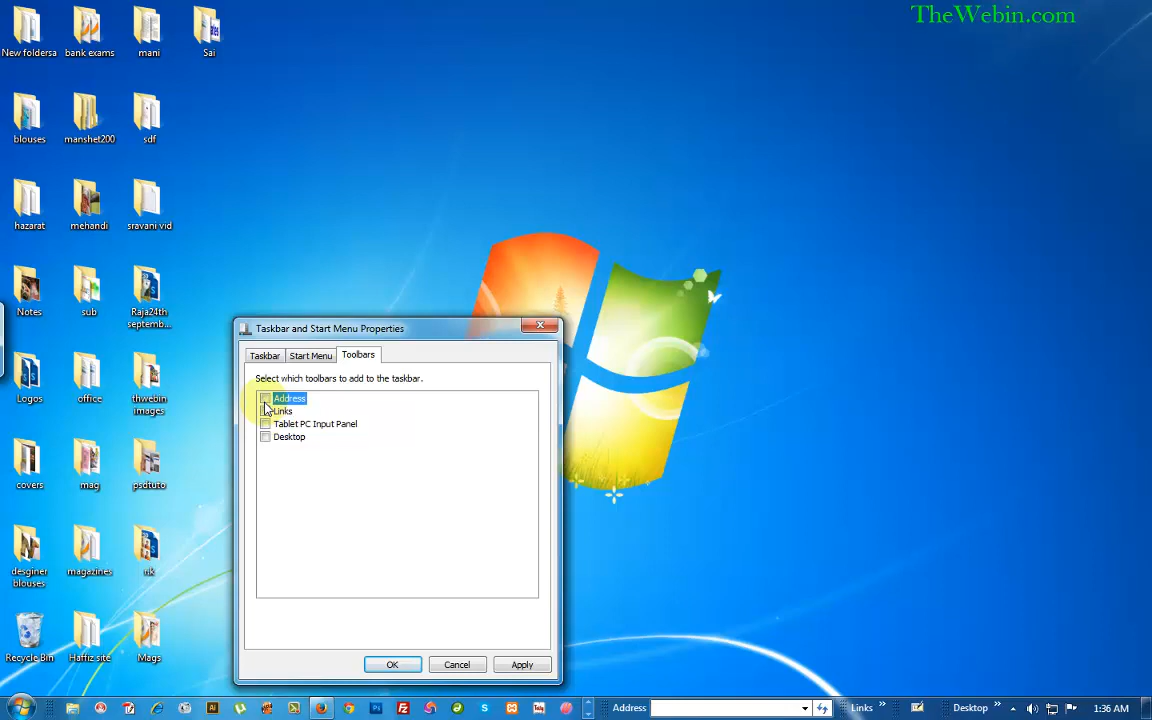 TheWebin.com
New foldersa
bank exams
mani
Sai
blouses
manshet200
sdf
hazarat
mehandi
sravani vid
Notes
sub
Raja24th
septemb...
Logos
office
thwebin
images
covers
mag
psdtuto
desginer
blouses
magazines
nk
Recycle Bin
Haffiz site
Mags
Taskbar and Start Menu Properties
Taskbar
Start Menu
Toolbars
Select which toolbars to add to the taskbar.
Address
Links
Tablet PC Input Panel
Desktop
OK
Cancel
Apply
Address
Links
Desktop
1:36 AM